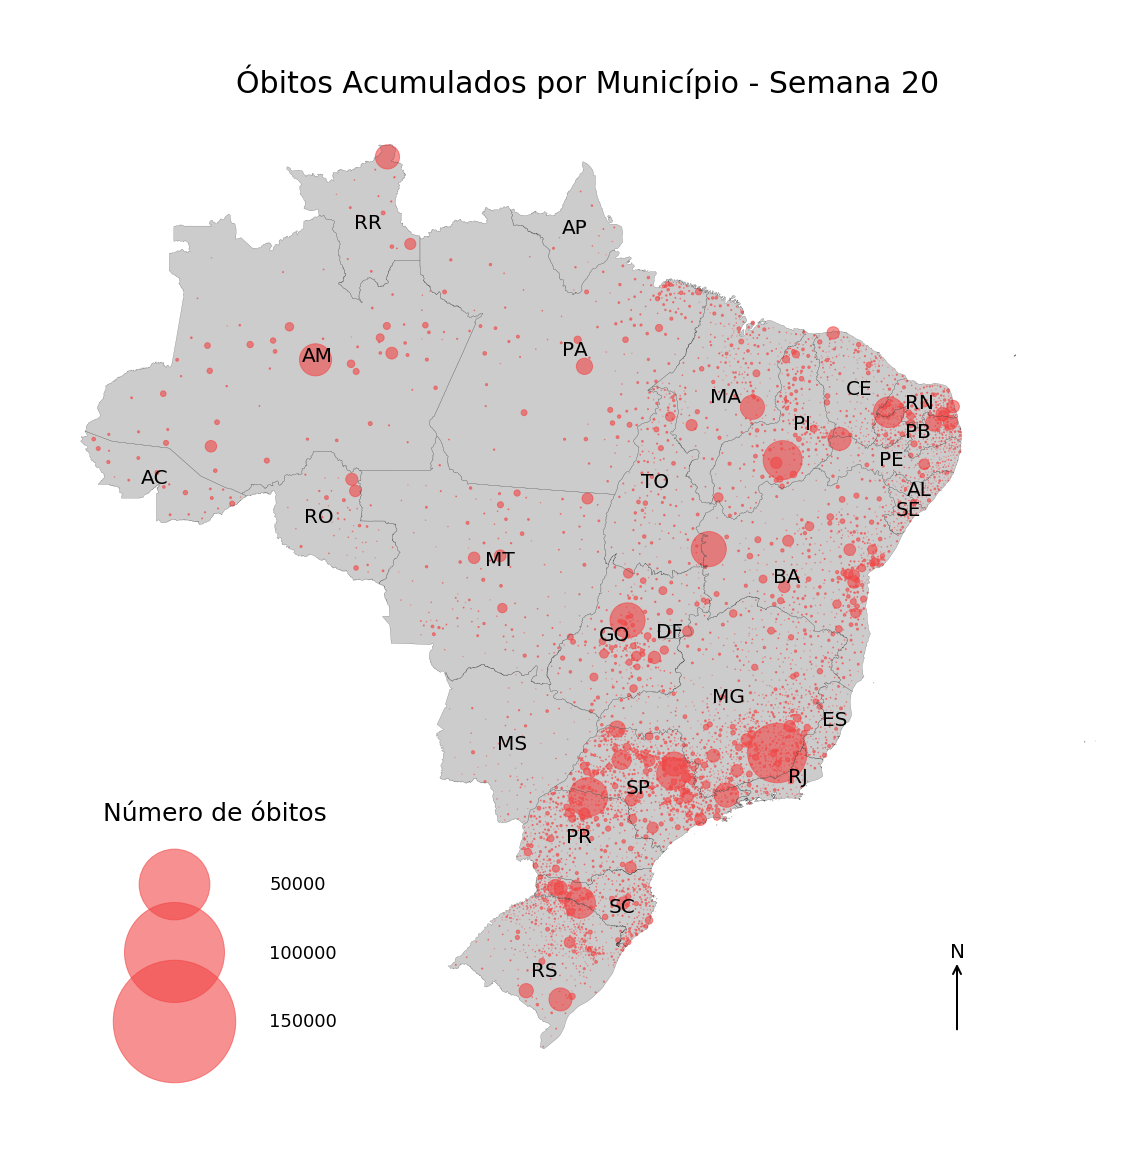 Óbitos Acumulados por Município - Semana 20
RR
AP
AM
PA
MA
CE
RN
PI
PB
PE
AC
TO
AL
SE
RO
MT
BA
GO
DF
MG
ES
MS
RJ
SP
Número de óbitos
PR
50000
SC
100000
N
RS
150000